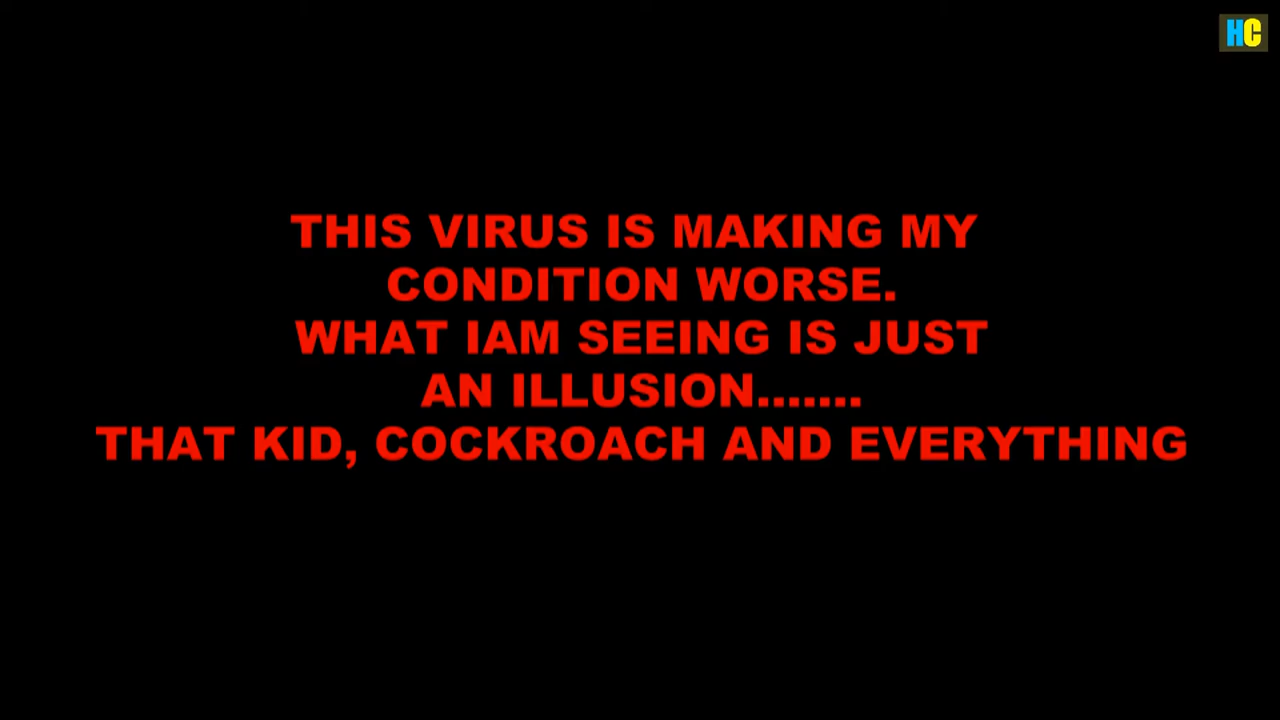 HC
THIS VIRUS IS MAKING MY
CONDITION WORSE.
WHAT IAM SEEING IS JUST
AN ILLUSION.......
THAT KID, COCKROACH AND EVERYTHING